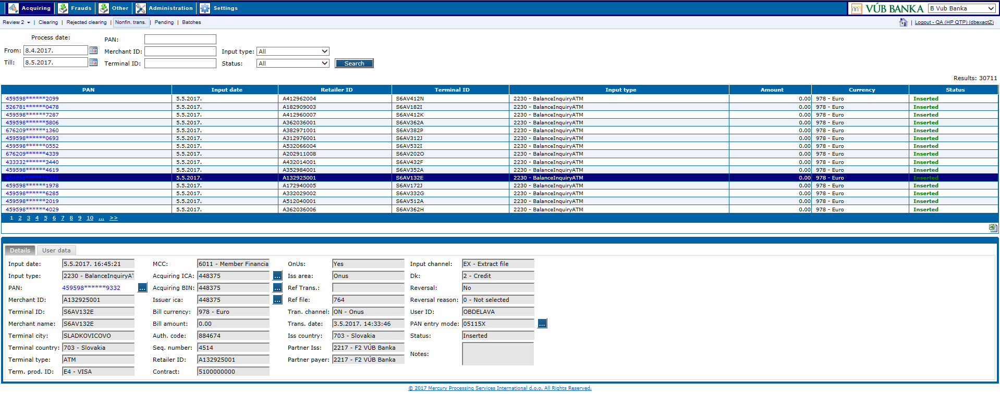 Acquiring Frauds Other Administration Settings VÚB BANKA B Vub Banka
Review 2 | Clearing | Rejected clearing | Nonfin. trans. | Pending | Batches | Logout - QA (HP QTP) (dbexactZ)
Process date: PAN:
From: 8.4.2017. Merchant ID: Input type: All
Till: 8.5.2017. Terminal ID: Status: All Search
Results: 30711
PAN Input date Retailer ID Terminal ID Input type Amount Currency Status
459598******2099 5.5.2017. A412962004 S6AV412N 2230 - BalanceInquiryATM 0.00 978 - Euro Inserted
526781******0478 5.5.2017. A182909003 S6AV182I 2230 - BalanceInquiryATM 0.00 978 - Euro Inserted
459598******7287 5.5.2017. A412960007 S6AV412K 2230 - BalanceInquiryATM 0.00 978 - Euro Inserted
459598******5806 5.5.2017. A362036001 S6AV362A 2230 - BalanceInquiryATM 0.00 978 - Euro Inserted
676209******1360 5.5.2017. A382971001 S6AV382P 2230 - BalanceInquiryATM 0.00 978 - Euro Inserted
459598******0693 5.5.2017. A312976001 S6AV312J 2230 - BalanceInquiryATM 0.00 978 - Euro Inserted
459598******0552 5.5.2017. A532066004 S6AV532I 2230 - BalanceInquiryATM 0.00 978 - Euro Inserted
676209******4339 5.5.2017. A202911008 S6AV202O 2230 - BalanceInquiryATM 0.00 978 - Euro Inserted
433332******3440 5.5.2017. A432014001 S6AV432F 2230 - BalanceInquiryATM 0.00 978 - Euro Inserted
459598******4619 5.5.2017. A352984001 S6AV352A 2230 - BalanceInquiryATM 0.00 978 - Euro Inserted
459598******9332 5.5.2017. A132925001 S6AV132E 2230 - BalanceInquiryATM 0.00 978 - Euro Inserted
459598******1978 5.5.2017. A172940005 S6AV172J 2230 - BalanceInquiryATM 0.00 978 - Euro Inserted
459598******6285 5.5.2017. A332029002 S6AV332G 2230 - BalanceInquiryATM 0.00 978 - Euro Inserted
459598******2019 5.5.2017. A512040001 S6AV512A 2230 - BalanceInquiryATM 0.00 978 - Euro Inserted
459598******4029 5.5.2017. A362036006 S6AV362H 2230 - BalanceInquiryATM 0.00 978 - Euro Inserted
1 2 3 4 5 6 7 8 9 10 ... >>
Details User data
Input date: 5.5.2017. 16:45:21 MCC: 6011 - Member Financia OnUs: Yes Input channel: EX - Extract file
Input type: 2230 - BalanceInquiryAT Acquiring ICA: 448375 ... Iss area: Onus Dk: 2 - Credit
PAN: 459598******9332 ... Acquiring BIN: 448375 ... Ref Trans.: Reversal: No
Merchant ID: A132925001 Issuer ica: 448375 ... Ref file: 764 Reversal reason: 0 - Not selected
Terminal ID: S6AV132E Bill currency: 978 - Euro Tran. channel: ON - Onus User ID: OBDELAVA
Merchant name: S6AV132E Bill amount: 0.00 Trans. date: 3.5.2017. 14:33:46 PAN entry mode: 05115X ...
Terminal city: SLADKOVICOVO Auth. code: 884674 Iss country: 703 - Slovakia Status: Inserted
Terminal country: 703 - Slovakia Seq. number: 4514 Partner Iss: 2217 - F2 VÚB Banka Notes:
Terminal type: ATM Retailer ID: A132925001 Partner payer: 2217 - F2 VÚB Banka
Term. prod. ID: E4 - VISA Contract: 5100000000
© 2017 Mercury Processing Services International d.o.o. All Rights Reserved.